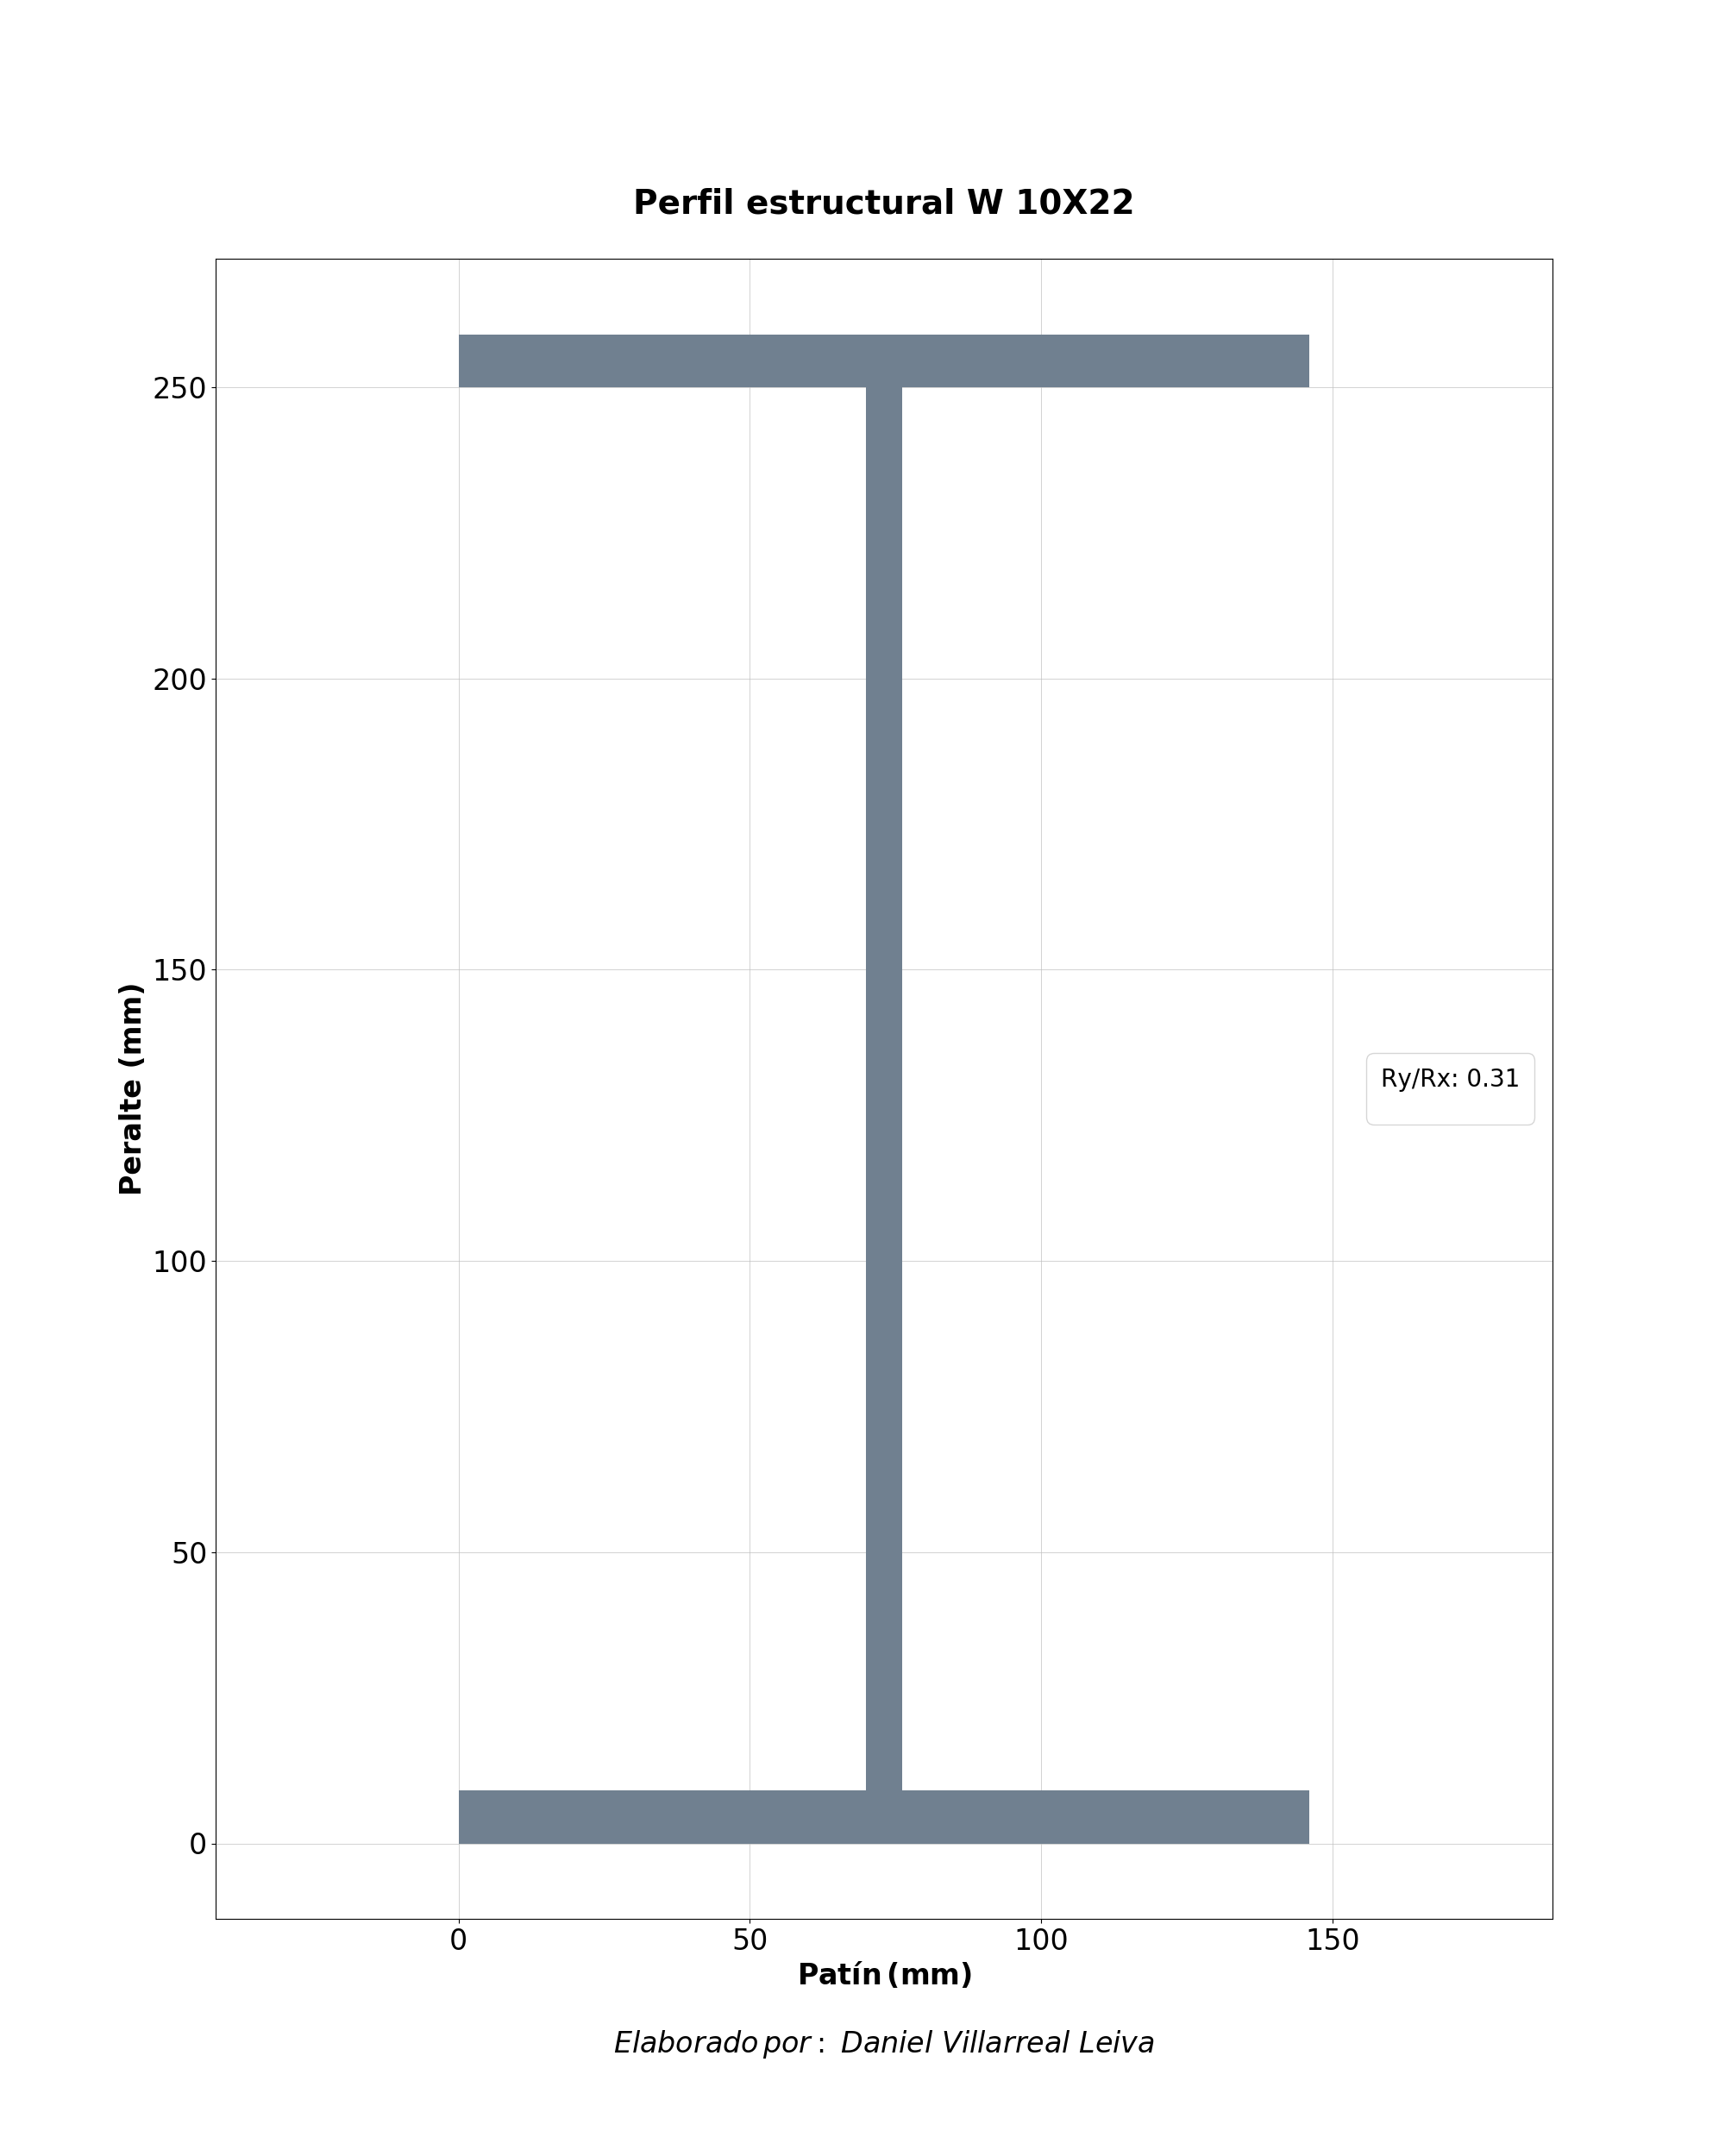 Perfil estructural W 10X22
250
200
150
100
50
0
Peralte (mm)
Ry/Rx: 0.31
0 50 100 150
Patín (mm)
Elaborado por: Daniel Villarreal Leiva